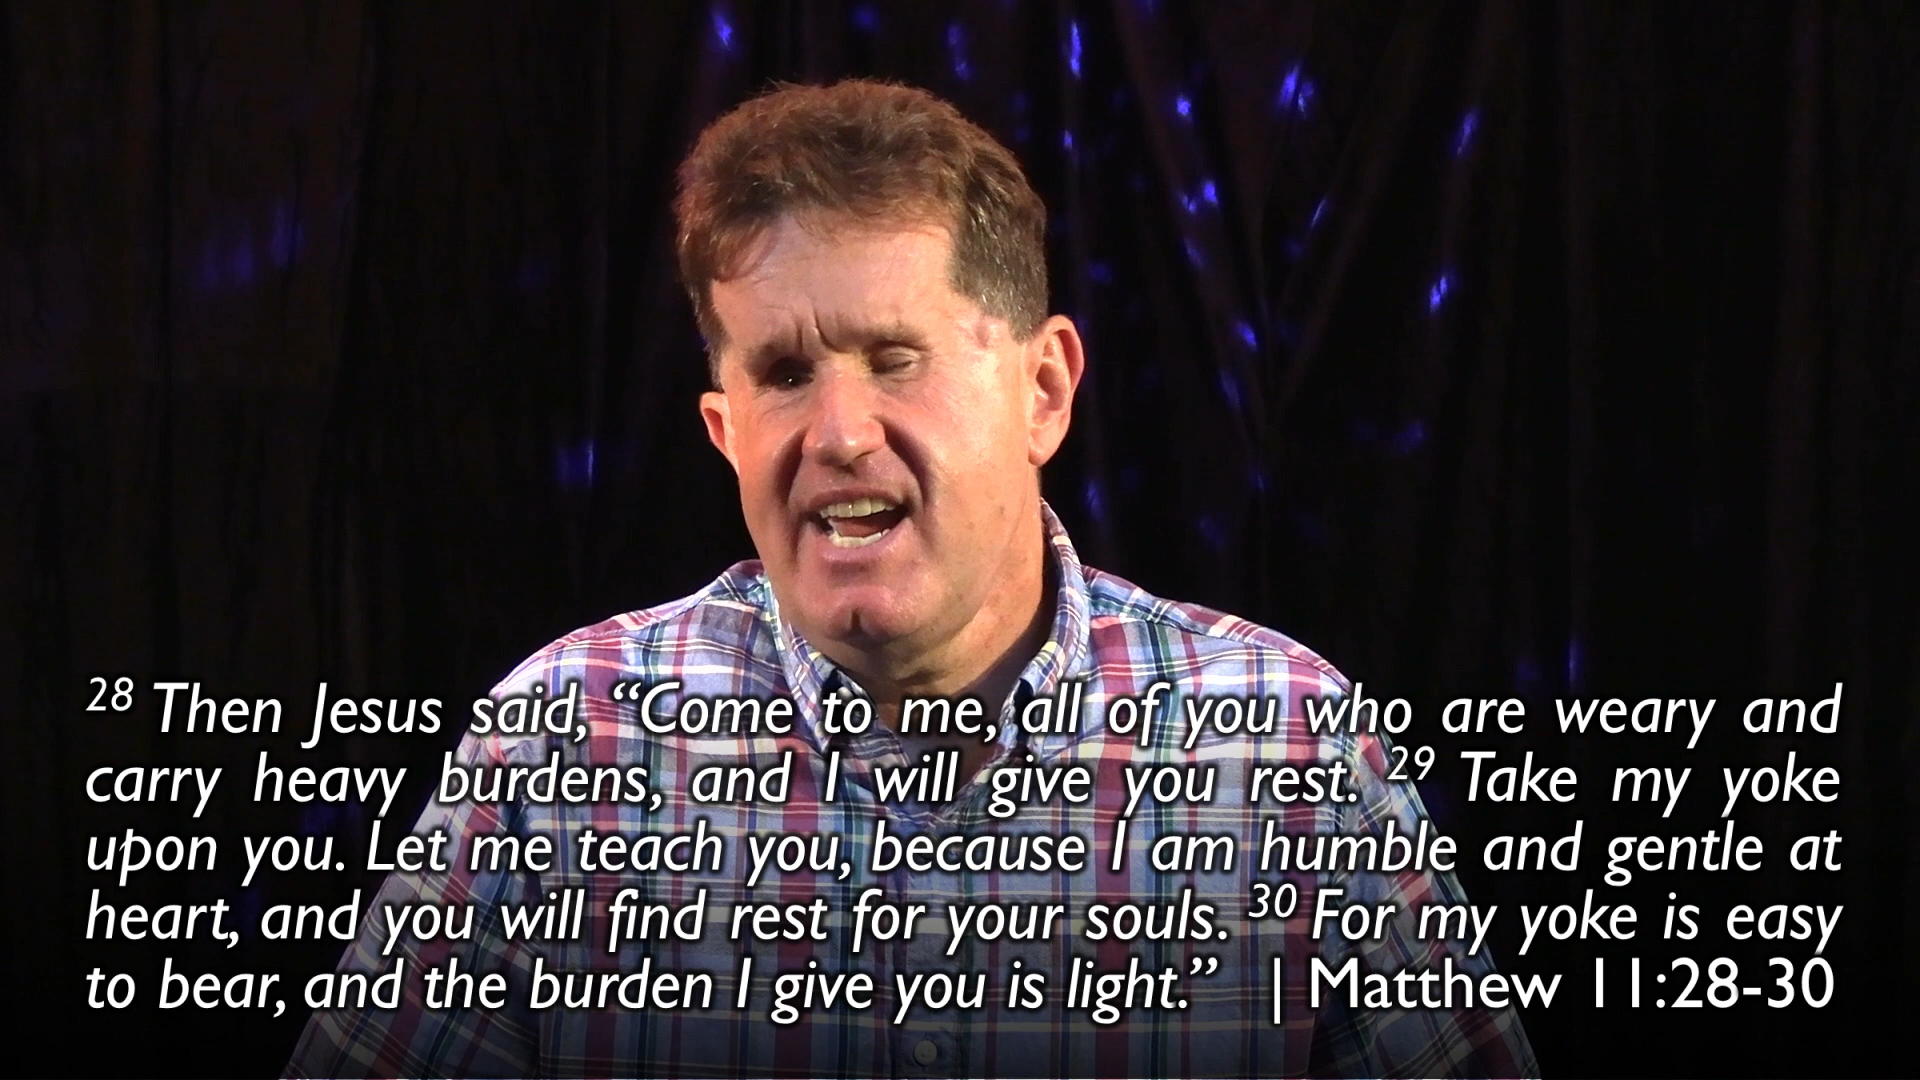 28 Then Jesus said, “Come to me, all of you who are weary and
carry heavy burdens, and I will give you rest. 29 Take my yoke
upon you. Let me teach you, because I am humble and gentle at
heart, and you will find rest for your souls. 30 For my yoke is easy
to bear, and the burden I give you is light.” | Matthew 11:28-30